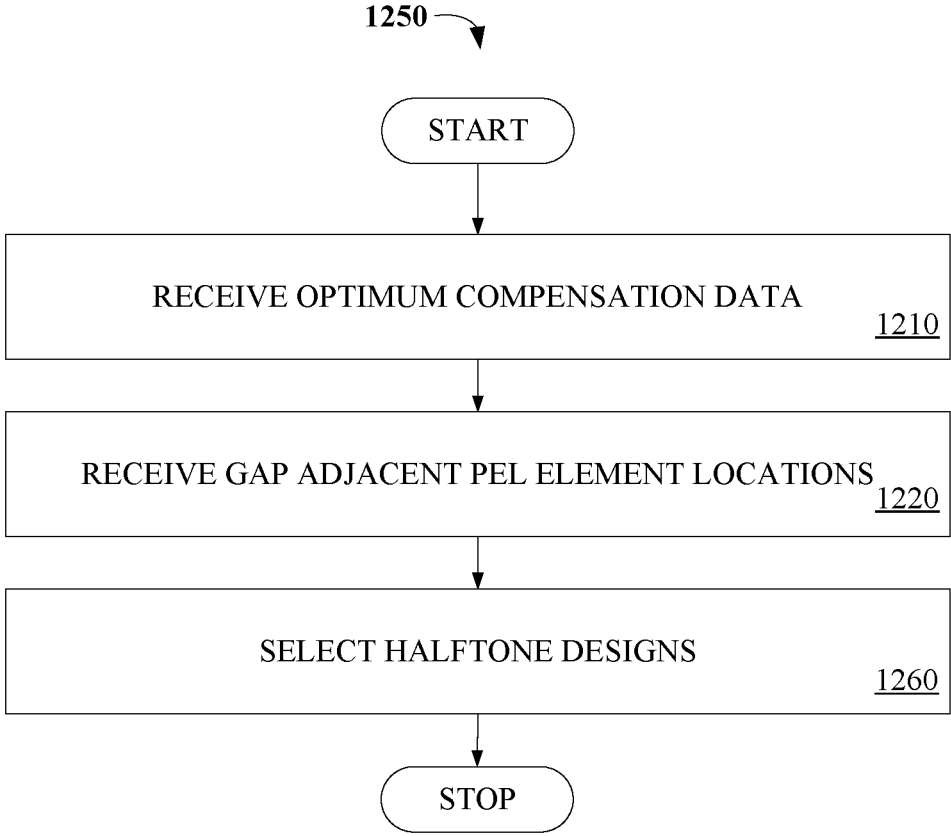 1250
START
RECEIVE OPTIMUM COMPENSATION DATA
1210
RECEIVE GAP ADJACENT PEL ELEMENT LOCATIONS
1220
SELECT HALFTONE DESIGNS
1260
STOP